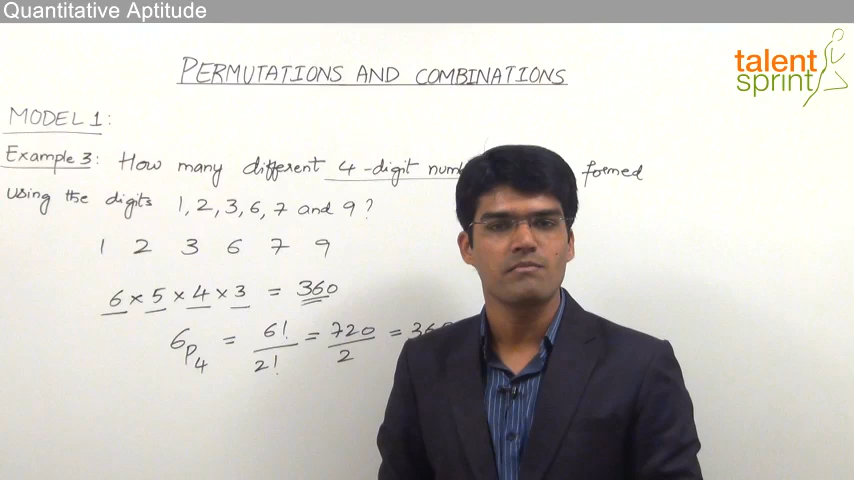 Quantitative Aptitude
talent
sprint
PERMUTATIONS AND COMBINATIONS
MODEL 1:
Example 3: How many different 4-digit formed
using the digits 1, 2, 3, 6, 7 and 9?
1 2 3 6 7 9
6 × 5 × 4 × 3 = 360
6P4 = 6!/2! = 720/2 =